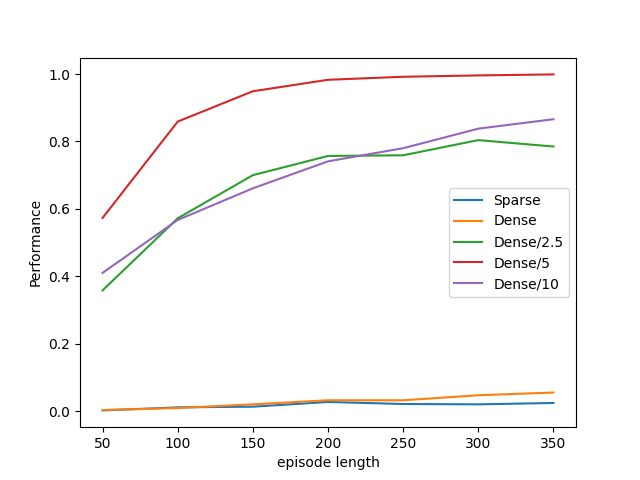 1.0
0.8
0.6
0.4
0.2
0.0
Performance
50 100 150 200 250 300 350
episode length
Sparse
Dense
Dense/2.5
Dense/5
Dense/10